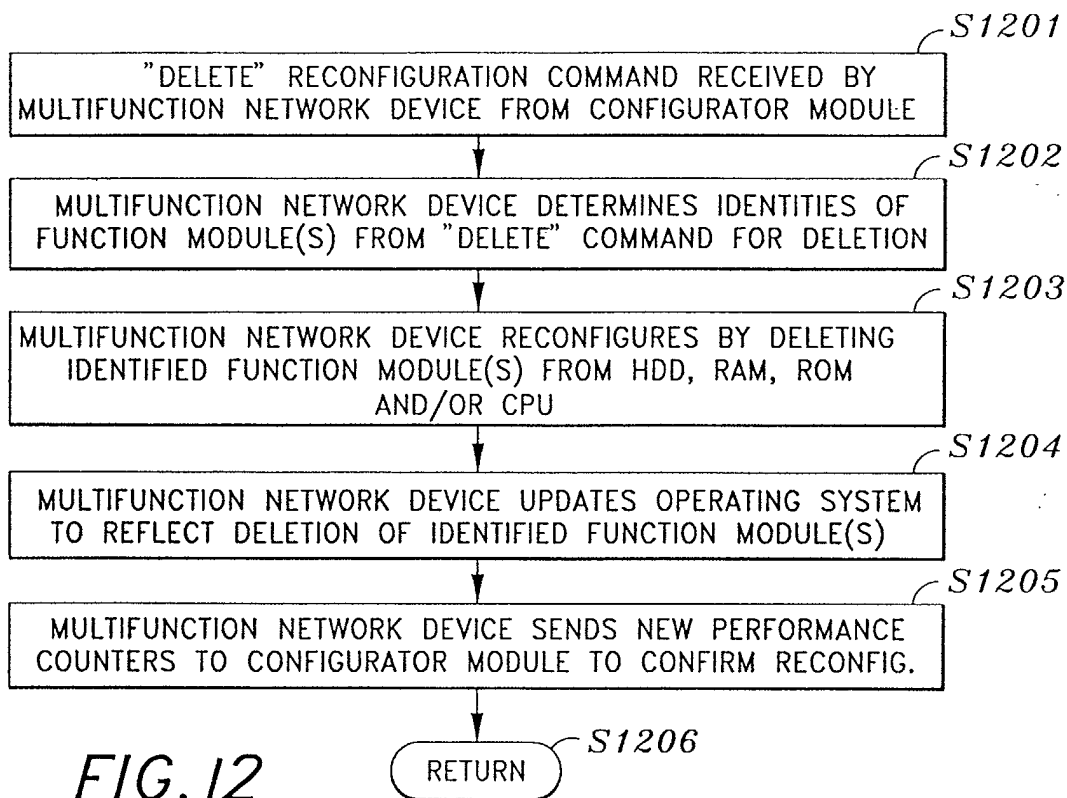 S1201
"DELETE" RECONFIGURATION COMMAND RECEIVED BY
MULTIFUNCTION NETWORK DEVICE FROM CONFIGURATOR MODULE
S1202
MULTIFUNCTION NETWORK DEVICE DETERMINES IDENTITIES OF
FUNCTION MODULE(S) FROM "DELETE" COMMAND FOR DELETION
S1203
MULTIFUNCTION NETWORK DEVICE RECONFIGURES BY DELETING
IDENTIFIED FUNCTION MODULE(S) FROM HDD, RAM, ROM
AND/OR CPU
S1204
MULTIFUNCTION NETWORK DEVICE UPDATES OPERATING SYSTEM
TO REFLECT DELETION OF IDENTIFIED FUNCTION MODULE(S)
S1205
MULTIFUNCTION NETWORK DEVICE SENDS NEW PERFORMANCE
COUNTERS TO CONFIGURATOR MODULE TO CONFIRM RECONFIG.
S1206
RETURN
FIG. 12